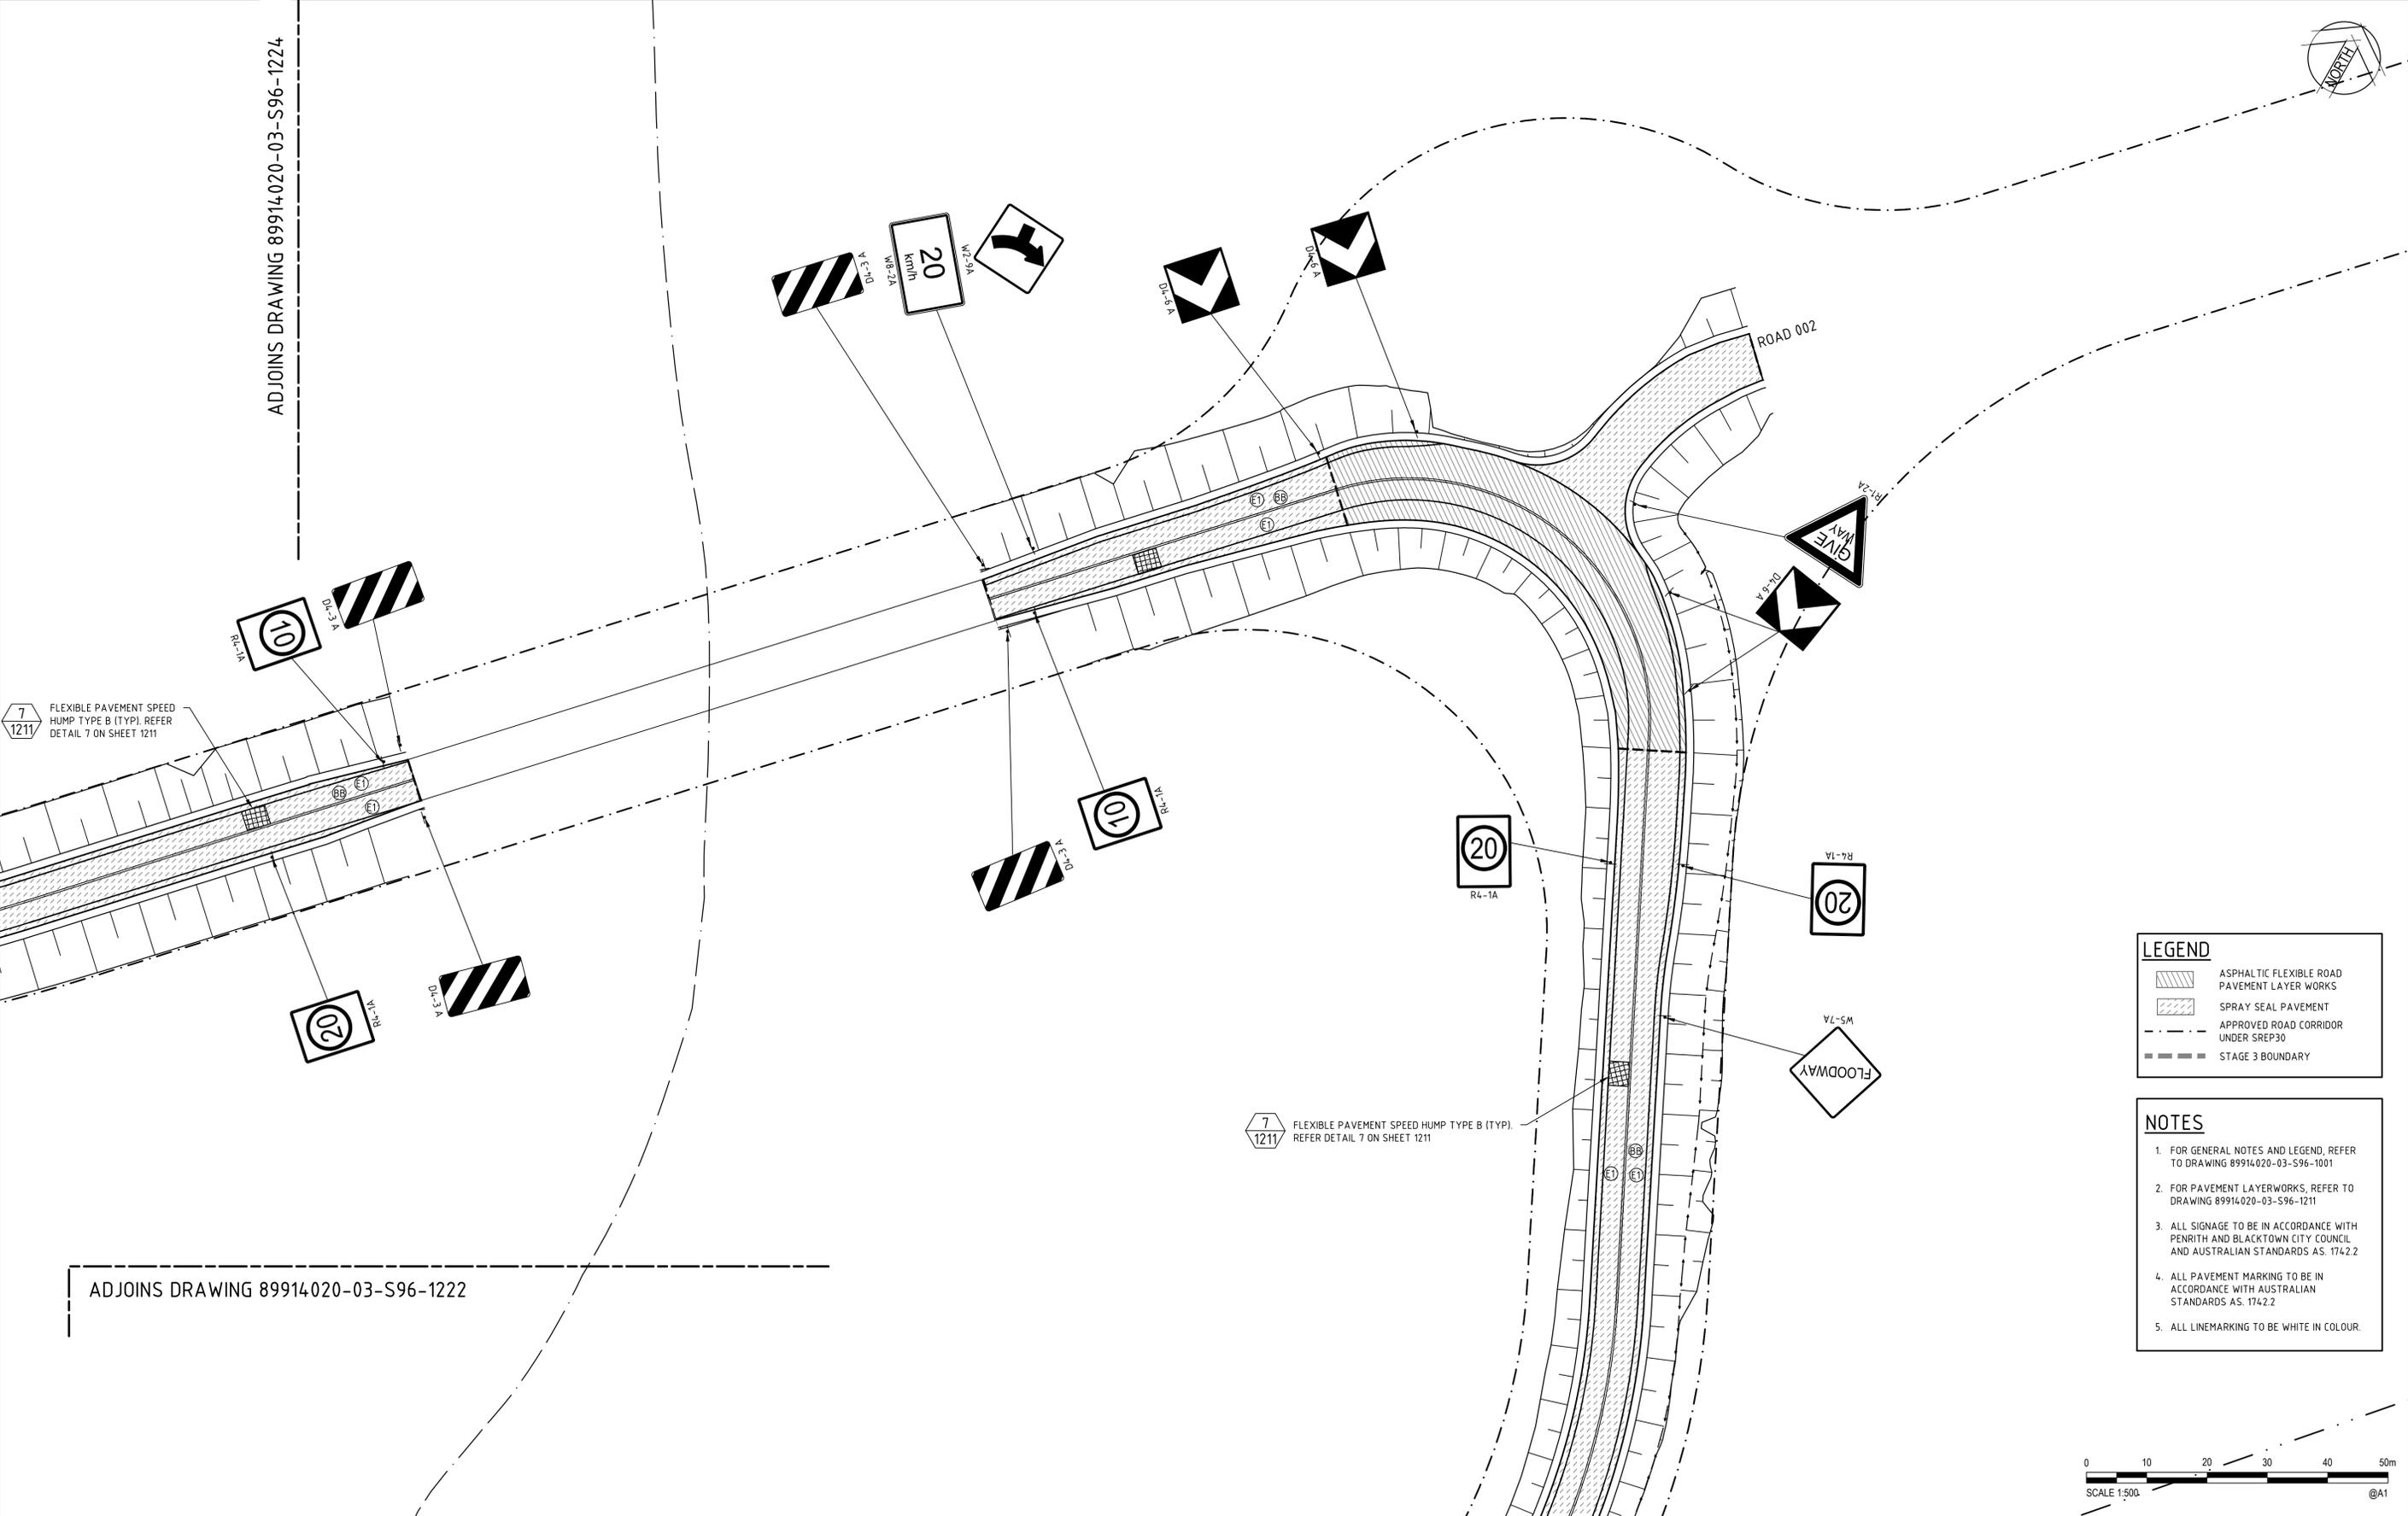 ADJOINS DRAWING 89914020-03-S96-1224
NORTH
D4-3 A
20
km/h
W8-2A
W2-9A
D4-6 A
D4-6 A
ROAD 002
R1-2A
GIVE
WAY
D4-6 A
E1
BB
E1
10
R4-1A
D4-3 A
7
1211
FLEXIBLE PAVEMENT SPEED
HUMP TYPE B (TYP). REFER
DETAIL 7 ON SHEET 1211
BB
E1
E1
10
R4-1A
D4-3 A
20
R4-1A
R4-1A
20
D4-3 A
20
R4-1A
W5-7A
FLOODWAY
7
1211
FLEXIBLE PAVEMENT SPEED HUMP TYPE B (TYP).
REFER DETAIL 7 ON SHEET 1211
BB
E1
E1
ADJOINS DRAWING 89914020-03-S96-1222
LEGEND
ASPHALTIC FLEXIBLE ROAD
PAVEMENT LAYER WORKS
SPRAY SEAL PAVEMENT
APPROVED ROAD CORRIDOR
UNDER SREP30
STAGE 3 BOUNDARY
NOTES
1. FOR GENERAL NOTES AND LEGEND, REFER
TO DRAWING 89914020-03-S96-1001
2. FOR PAVEMENT LAYERWORKS, REFER TO
DRAWING 89914020-03-S96-1211
3. ALL SIGNAGE TO BE IN ACCORDANCE WITH
PENRITH AND BLACKTOWN CITY COUNCIL
AND AUSTRALIAN STANDARDS AS. 1742.2
4. ALL PAVEMENT MARKING TO BE IN
ACCORDANCE WITH AUSTRALIAN
STANDARDS AS. 1742.2
5. ALL LINEMARKING TO BE WHITE IN COLOUR.
0 10 20 30 40 50m
SCALE 1:500 @A1